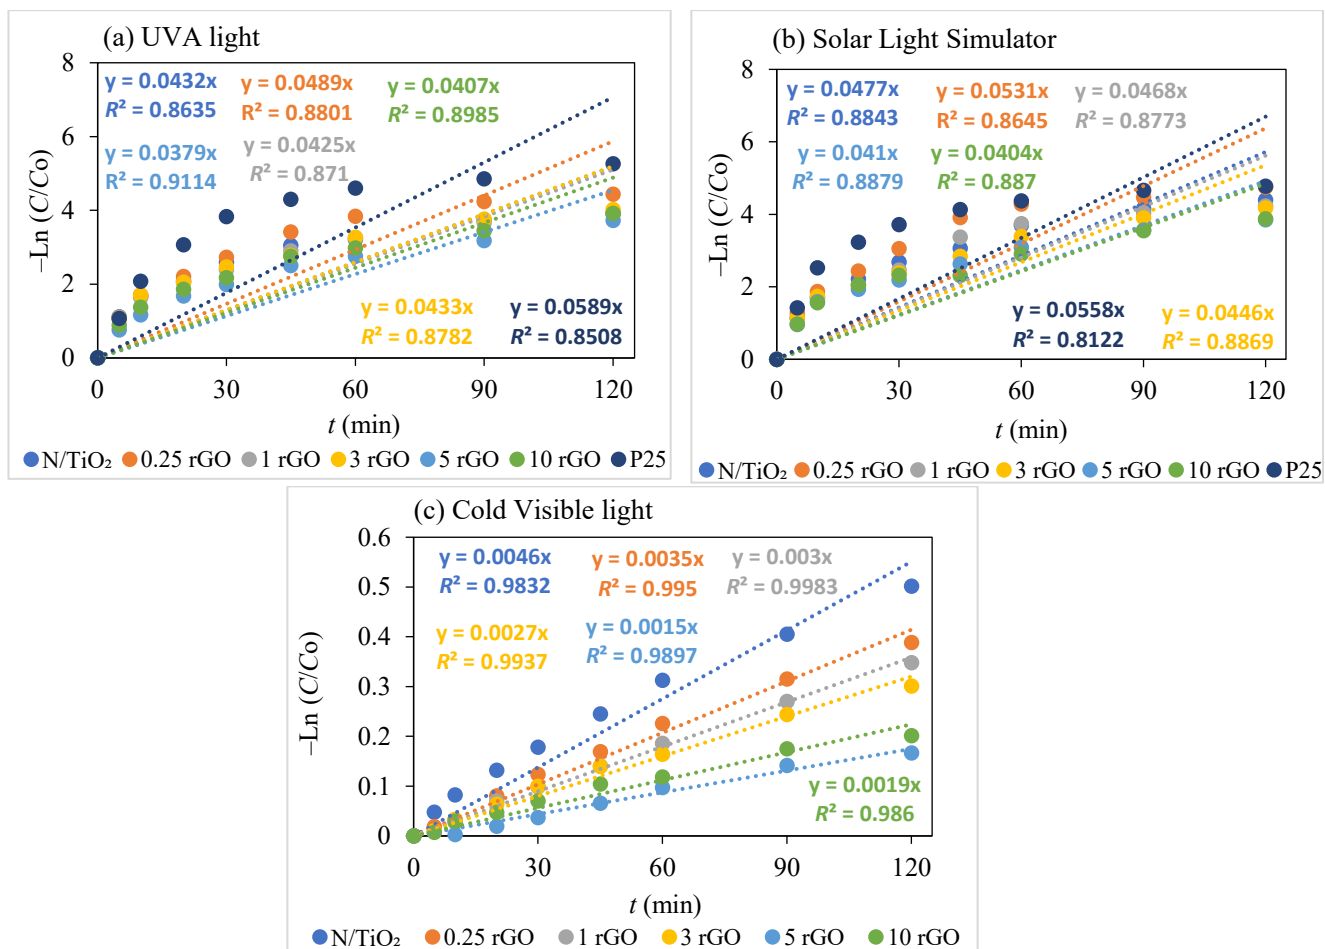 (a) UVA light
8
6
4
2
0
–Ln (C/Co)
y = 0.0432x
R² = 0.8635
y = 0.0489x
R² = 0.8801
y = 0.0407x
R² = 0.8985
y = 0.0379x
R² = 0.9114
y = 0.0425x
R² = 0.871
y = 0.0433x
R² = 0.8782
y = 0.0589x
R² = 0.8508
0 30 60 90 120
t (min)
N/TiO₂ 0.25 rGO 1 rGO 3 rGO 5 rGO 10 rGO P25
(b) Solar Light Simulator
8
6
4
2
0
–Ln (C/Co)
y = 0.0477x
R² = 0.8843
y = 0.0531x
R² = 0.8645
y = 0.0468x
R² = 0.8773
y = 0.041x
R² = 0.8879
y = 0.0404x
R² = 0.887
y = 0.0558x
R² = 0.8122
y = 0.0446x
R² = 0.8869
0 30 60 90 120
t (min)
N/TiO₂ 0.25 rGO 1 rGO 3 rGO 5 rGO 10 rGO P25
(c) Cold Visible light
0.6
0.5
0.4
0.3
0.2
0.1
0
–Ln (C/Co)
y = 0.0046x
R² = 0.9832
y = 0.0035x
R² = 0.995
y = 0.003x
R² = 0.9983
y = 0.0027x
R² = 0.9937
y = 0.0015x
R² = 0.9897
y = 0.0019x
R² = 0.986
0 30 60 90 120
t (min)
N/TiO₂ 0.25 rGO 1 rGO 3 rGO 5 rGO 10 rGO